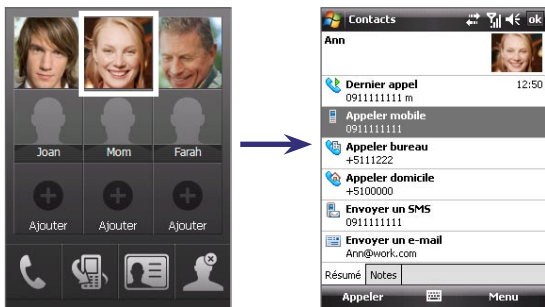 Joan Mom Farah
Ajouter Ajouter Ajouter
Contacts ok
Ann
Dernier appel 12:50
0911111111 m
Appeler mobile
0911111111
Appeler bureau
+5111222
Appeler domicile
+5100000
Envoyer un SMS
0911111111
Envoyer un e-mail
Ann@work.com
Résumé Notes
Appeler Menu